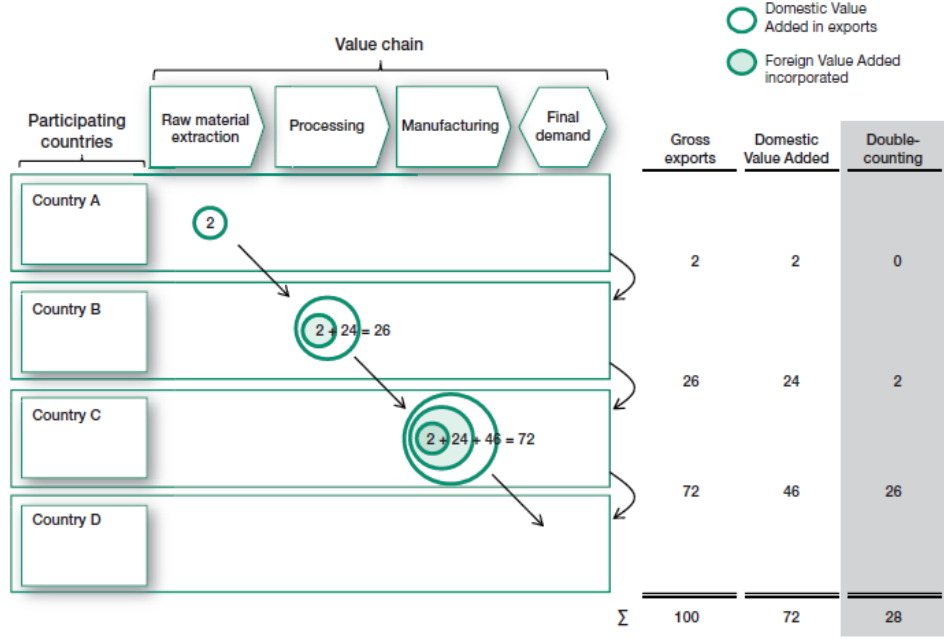 Domestic Value
Added in exports
Foreign Value Added
incorporated
Value chain
Participating
countries
Raw material
extraction
Processing
Manufacturing
Final
demand
Gross
exports
Domestic
Value Added
Double-
counting
Country A
2
2 2 0
Country B
2 + 24 = 26
26 24 2
Country C
2 + 24 + 46 = 72
72 46 26
Country D
Σ 100 72 28